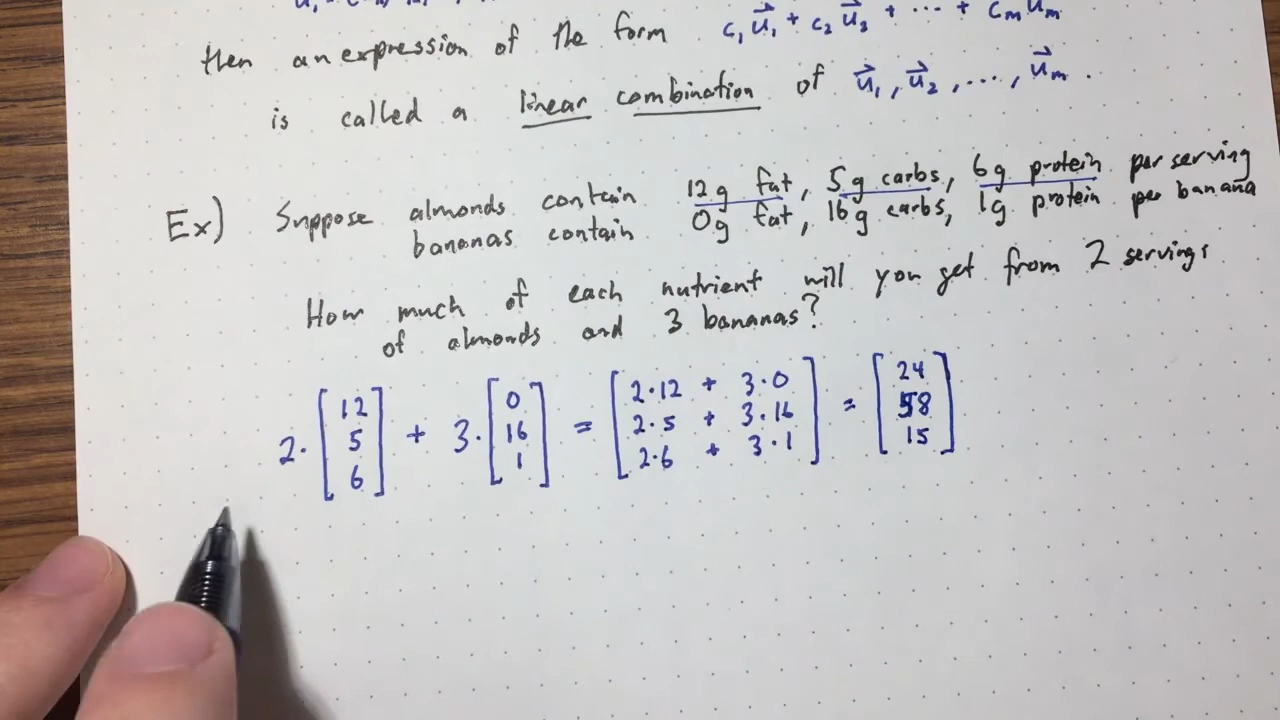 then an expression of the form c₁u⃗₁ + c₂u⃗₂ + ⋯ + cₘu⃗ₘ
is called a linear combination of u⃗₁, u⃗₂, ..., u⃗ₘ.
Ex) Suppose almonds contain 12g fat, 5g carbs, 6g protein per serving
bananas contain 0g fat, 16g carbs, 1g protein per banana
How much of each nutrient will you get from 2 servings
of almonds and 3 bananas?
2·[12 5 6] + 3·[0 16 1] = [2·12 + 3·0 2·5 + 3·16 2·6 + 3·1] = [24 58 15]